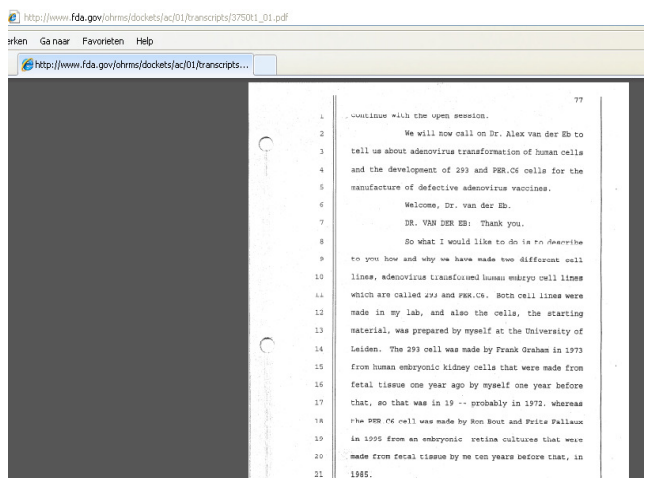 http://www.fda.gov/ohrms/dockets/ac/01/transcripts/3750t1_01.pdf
erken Ga naar Favorieten Help
http://www.fda.gov/ohrms/dockets/ac/01/transcripts...
77
1 continue with the open session.
2 We will now call on Dr. Alex van der Eb to
3 tell us about adenovirus transformation of human cells
4 and the development of 293 and PER.C6 cells for the
5 manufacture of defective adenovirus vaccines.
6 Welcome, Dr. van der Eb.
7 DR. VAN DER EB: Thank you.
8 So what I would like to do is to describe
9 to you how and why we have made two different cell
10 lines, adenovirus transformed human embryo cell lines
11 which are called 293 and PER.C6. Both cell lines were
12 made in my lab, and also the cells, the starting
13 material, was prepared by myself at the University of
14 Leiden. The 293 cell was made by Frank Graham in 1973
15 from human embryonic kidney cells that were made from
16 fetal tissue one year ago by myself one year before
17 that, so that was in 19 -- probably in 1972. whereas
18 the PER.C6 cell was made by Ron Bout and Frits Fallaux
19 in 1995 from an embryonic retina cultures that were
20 made from fetal tissue by me ten years before that, in
21 1985.